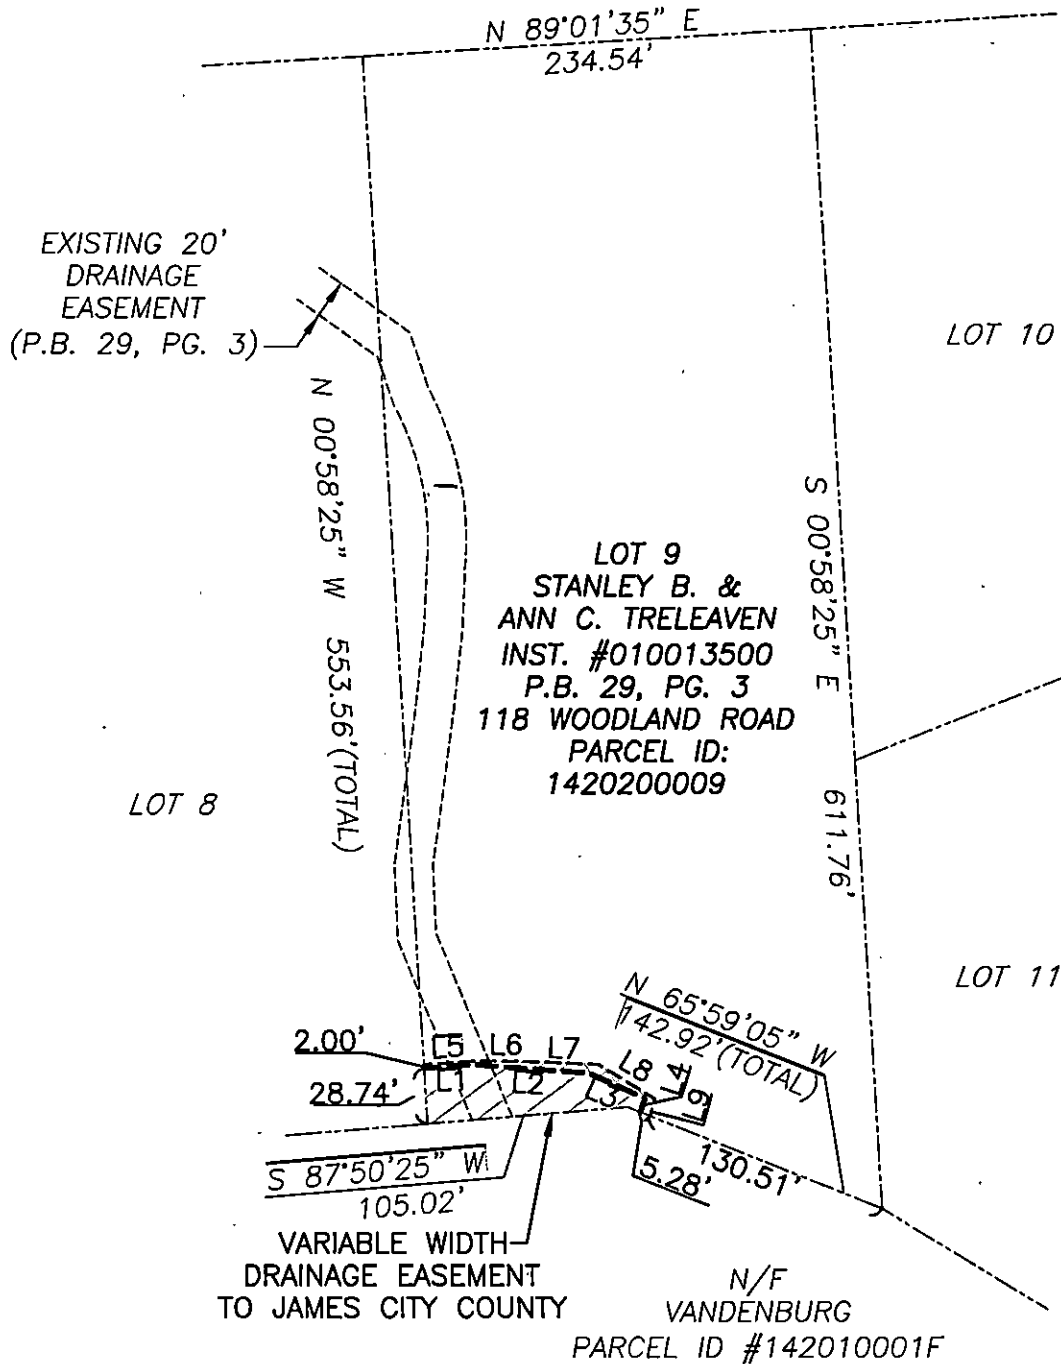 N 89°01'35" E
234.54'
EXISTING 20'
DRAINAGE
EASEMENT
(P.B. 29, PG. 3)
LOT 10
N 00°58'25" W 553.56'(TOTAL)
S 00°58'25" E 611.76'
LOT 9
STANLEY B. &
ANN C. TRELEAVEN
INST. #010013500
P.B. 29, PG. 3
118 WOODLAND ROAD
PARCEL ID:
1420200009
LOT 8
LOT 11
N 65°59'05" W
142.92'(TOTAL)
2.00'
L5
L6
L7
L8
L4
L9
28.74'
L1
L2
L3
S 87°50'25" W
105.02'
5.28'
130.51'
VARIABLE WIDTH
DRAINAGE EASEMENT
TO JAMES CITY COUNTY
N/F
VANDENBURG
PARCEL ID #142010001F